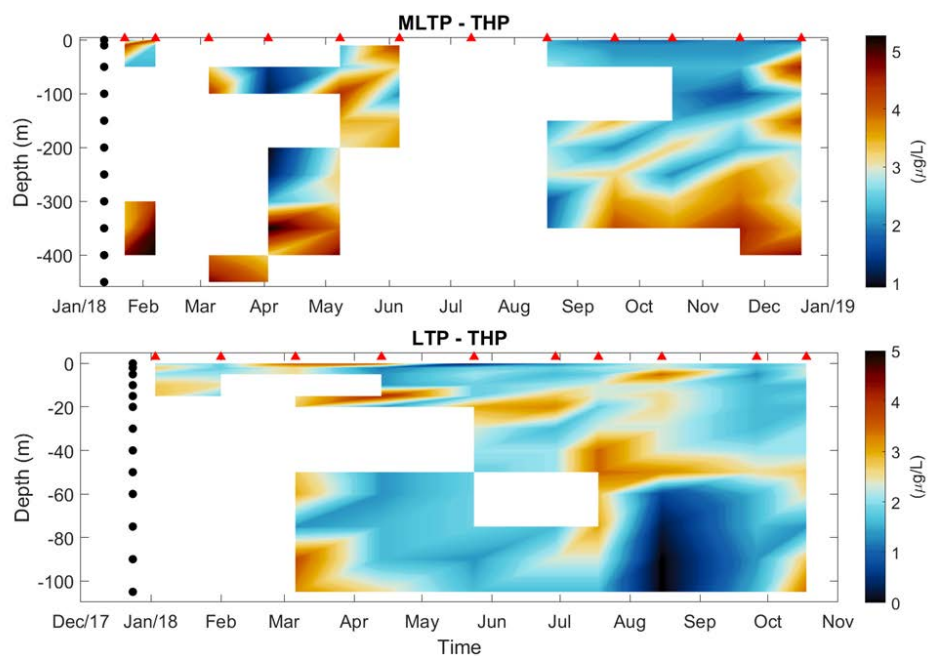 MLTP - THP
0
-100
-200
-300
-400
Depth (m)
Jan/18 Feb Mar Apr May Jun Jul Aug Sep Oct Nov Dec Jan/19
5
4
3
2
1
(µg/L)
LTP - THP
0
-20
-40
-60
-80
-100
Depth (m)
Dec/17 Jan/18 Feb Mar Apr May Jun Jul Aug Sep Oct Nov
Time
5
4
3
2
1
0
(µg/L)